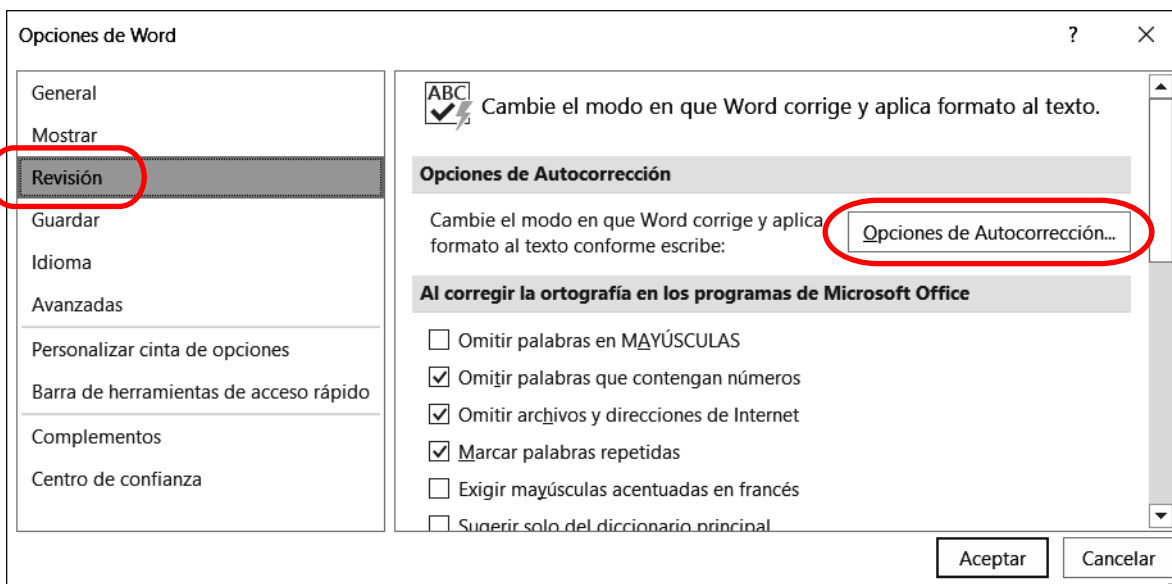 Opciones de Word
?
General
Mostrar
Revisión
Guardar
Idioma
Avanzadas
Personalizar cinta de opciones
Barra de herramientas de acceso rápido
Complementos
Centro de confianza
ABC
Cambie el modo en que Word corrige y aplica formato al texto.
Opciones de Autocorrección
Cambie el modo en que Word corrige y aplica
formato al texto conforme escribe:
Opciones de Autocorrección...
Al corregir la ortografía en los programas de Microsoft Office
Omitir palabras en MAYÚSCULAS
Omitir palabras que contengan números
Omitir archivos y direcciones de Internet
Marcar palabras repetidas
Exigir mayúsculas acentuadas en francés
Sugerir solo del diccionario principal
Aceptar
Cancelar